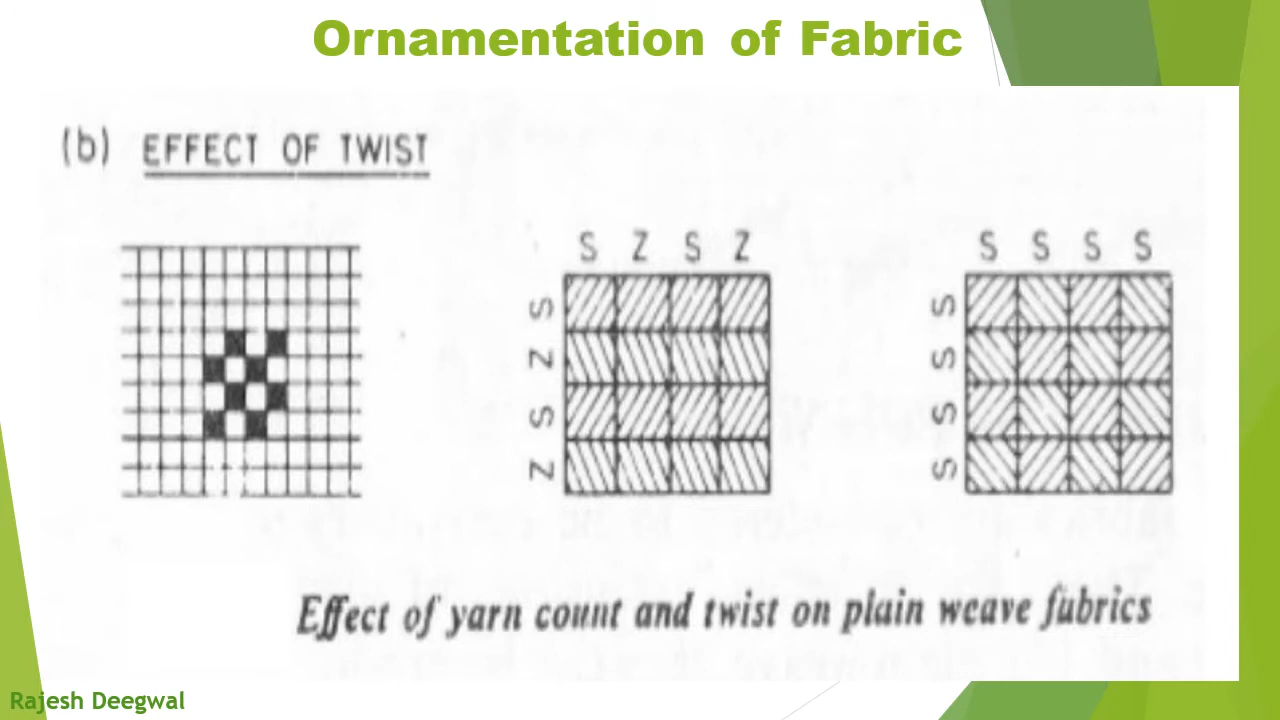 Ornamentation of Fabric
(b) EFFECT OF TWIST
S Z S Z
S
Z
S
Z
S S S S
S
S
S
S
Effect of yarn count and twist on plain weave fabrics
Rajesh Deegwal